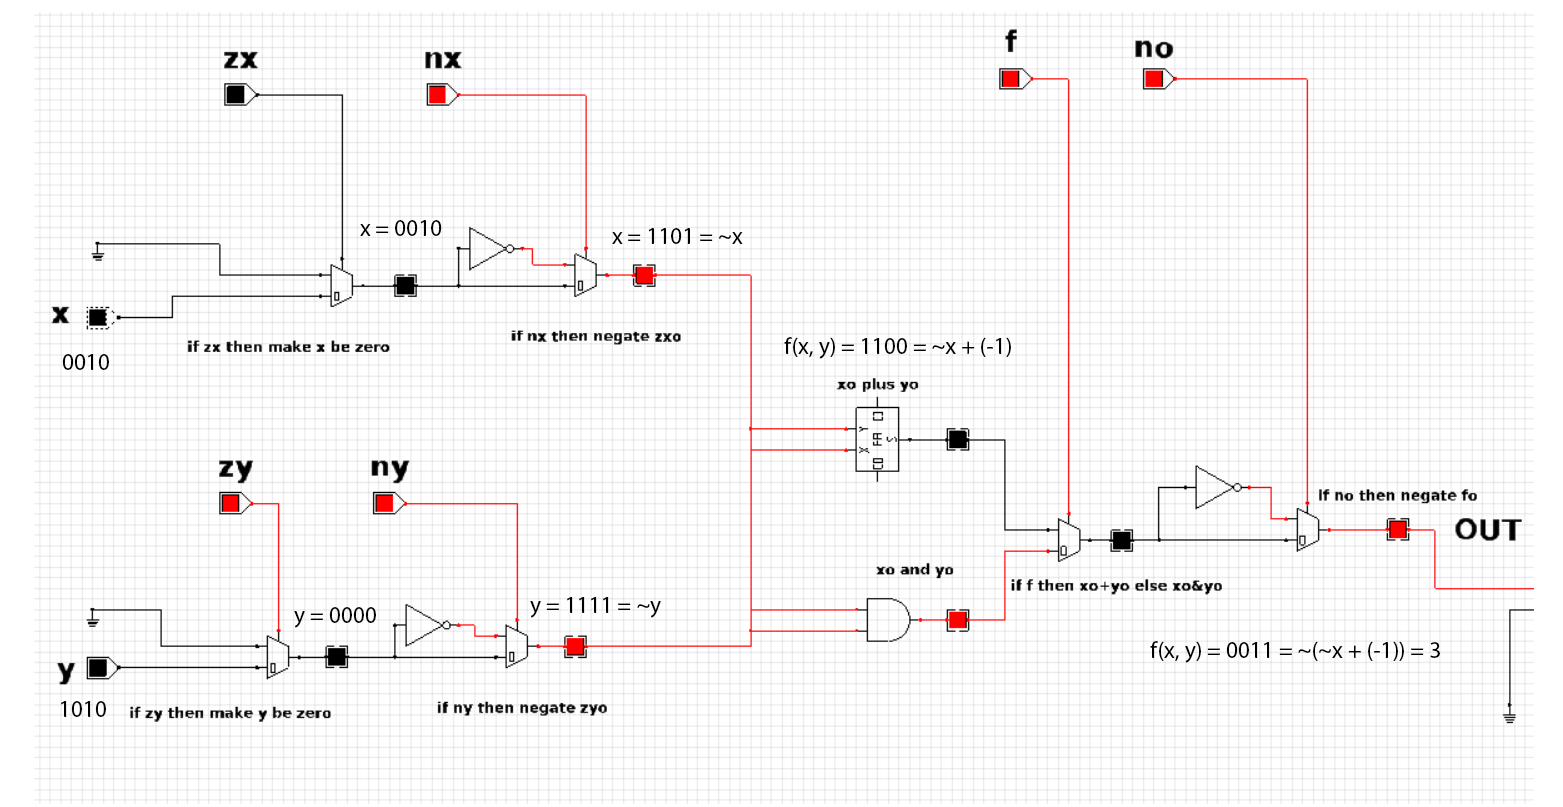 f
no
zx
nx
x = 0010
x = 1101 = ~x
x
if zx then make x be zero
if nx then negate zxo
0010
f(x, y) = 1100 = ~x + (-1)
xo plus yo
CI
Y
FA
S
X
CO
zy
ny
if no then negate fo
OUT
xo and yo
if f then xo+yo else xo&yo
y = 0000
y = 1111 = ~y
f(x, y) = 0011 = ~(~x + (-1)) = 3
y
1010
if zy then make y be zero
if ny then negate zyo